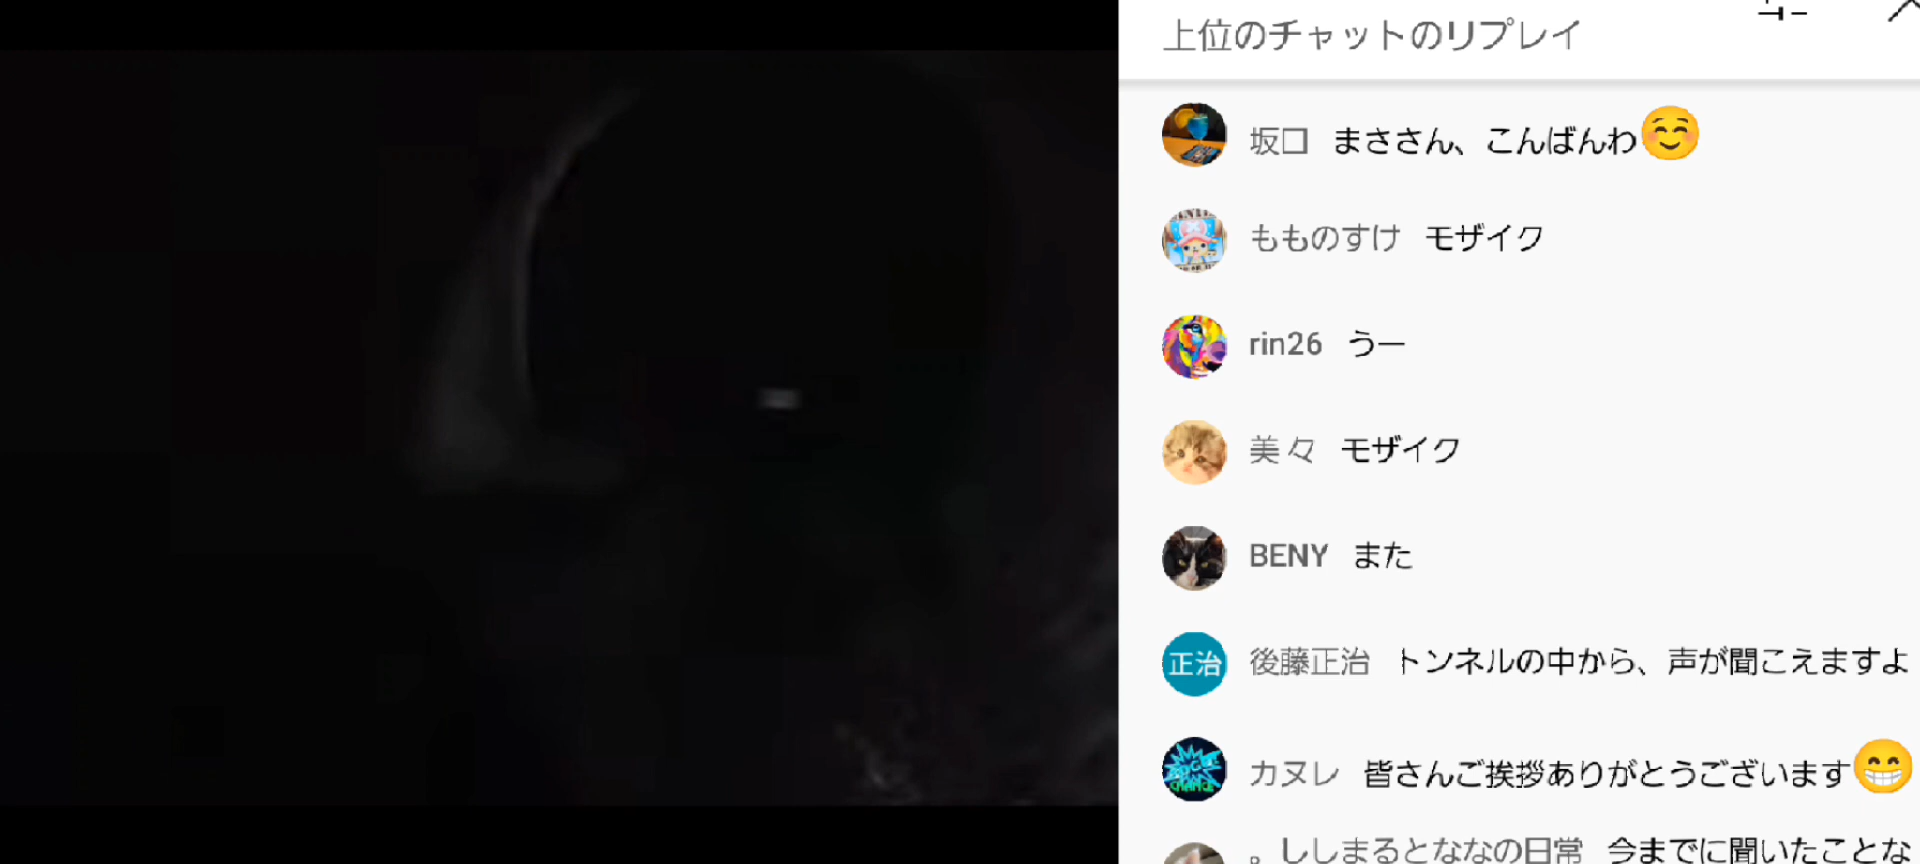 上位のチャットのリプレイ
坂口 まささん、こんばんわ☺️
もものすけ モザイク
rin26 うー
美々 モザイク
BENY また
正治 後藤正治 トンネルの中から、声が聞こえますよ
カヌレ 皆さんご挨拶ありがとうございます😁
。ししまるとななの日常 今までに聞いたことな